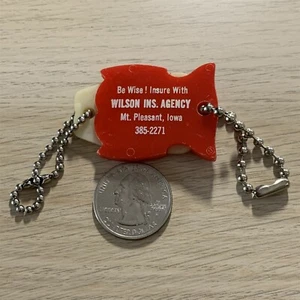 Be Wise! Insure With
WILSON INS. AGENCY
Mt. Pleasant, Iowa
385-2271